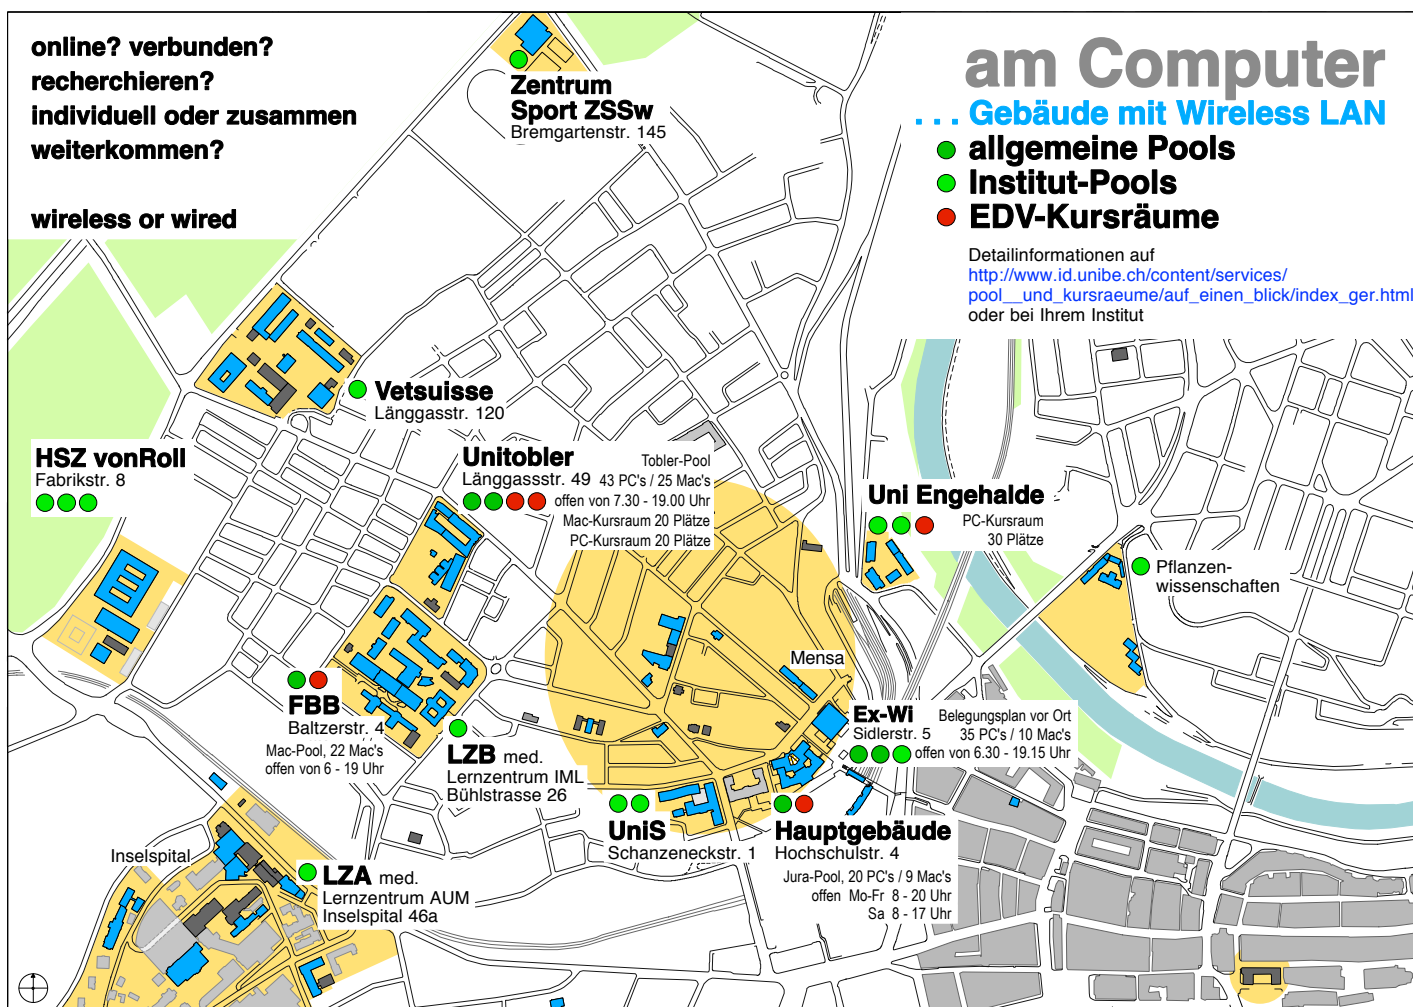 online? verbunden?
recherchieren?
individuell oder zusammen
weiterkommen?
wireless or wired
am Computer
. . . Gebäude mit Wireless LAN
allgemeine Pools
Institut-Pools
EDV-Kursräume
Detailinformationen auf
http://www.id.unibe.ch/content/services/
pool__und_kursraeume/auf_einen_blick/index_ger.html
oder bei Ihrem Institut
Zentrum
Sport ZSSw
Bremgartenstr. 145
Vetsuisse
Länggasstr. 120
HSZ vonRoll
Fabrikstr. 8
Unitobler
Länggassstr. 49
Tobler-Pool
43 PC's / 25 Mac's
offen von 7.30 - 19.00 Uhr
Mac-Kursraum 20 Plätze
PC-Kursraum 20 Plätze
Uni Engehalde
PC-Kursraum
30 Plätze
Pflanzen-
wissenschaften
Mensa
FBB
Baltzerstr. 4
Mac-Pool, 22 Mac's
offen von 6 - 19 Uhr
LZB med.
Lernzentrum IML
Bühlstrasse 26
Ex-Wi
Sidlerstr. 5
Belegungsplan vor Ort
35 PC's / 10 Mac's
offen von 6.30 - 19.15 Uhr
UniS
Schanzeneckstr. 1
Hauptgebäude
Hochschulstr. 4
Jura-Pool, 20 PC's / 9 Mac's
offen Mo-Fr 8 - 20 Uhr
Sa 8 - 17 Uhr
Inselspital
LZA med.
Lernzentrum AUM
Inselspital 46a